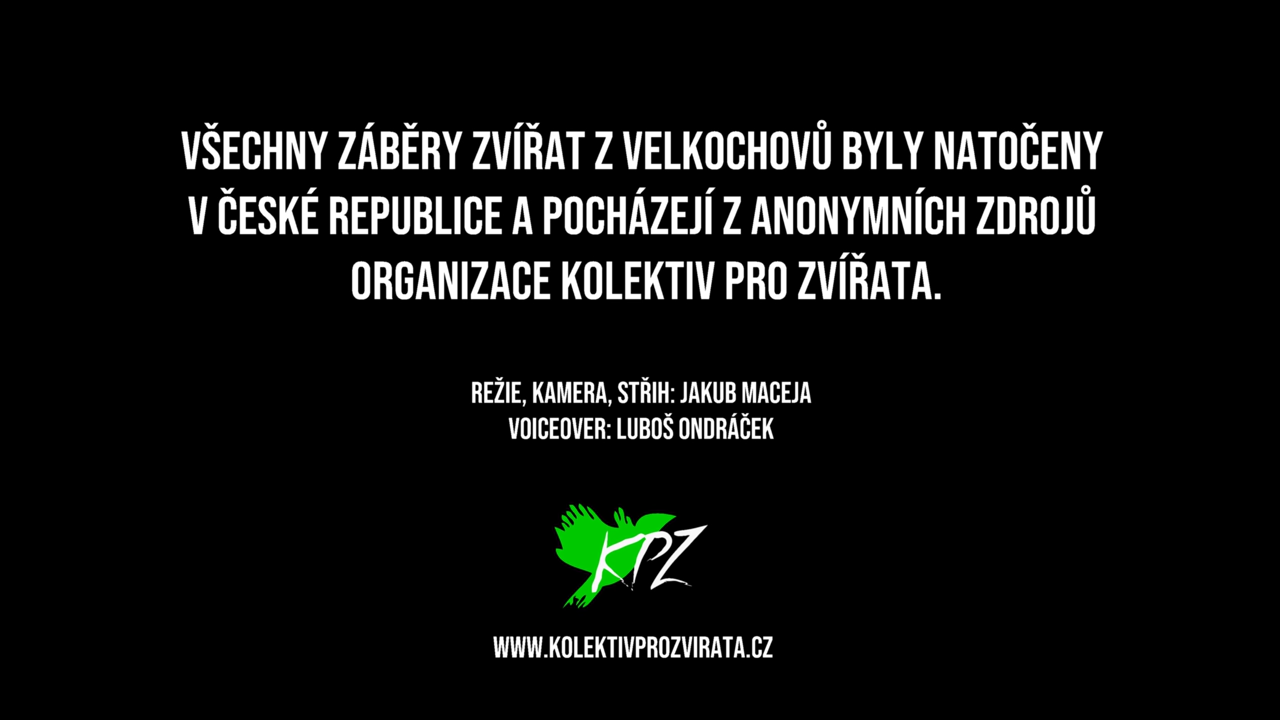 VŠECHNY ZÁBĚRY ZVÍŘAT Z VELKOCHOVŮ BYLY NATOČENY
V ČESKÉ REPUBLICE A POCHÁZEJÍ Z ANONYMNÍCH ZDROJŮ
ORGANIZACE KOLEKTIV PRO ZVÍŘATA.
REŽIE, KAMERA, STŘIH: JAKUB MACEJA
VOICEOVER: LUBOŠ ONDRÁČEK
KPZ
WWW.KOLEKTIVPROZVIRATA.CZ